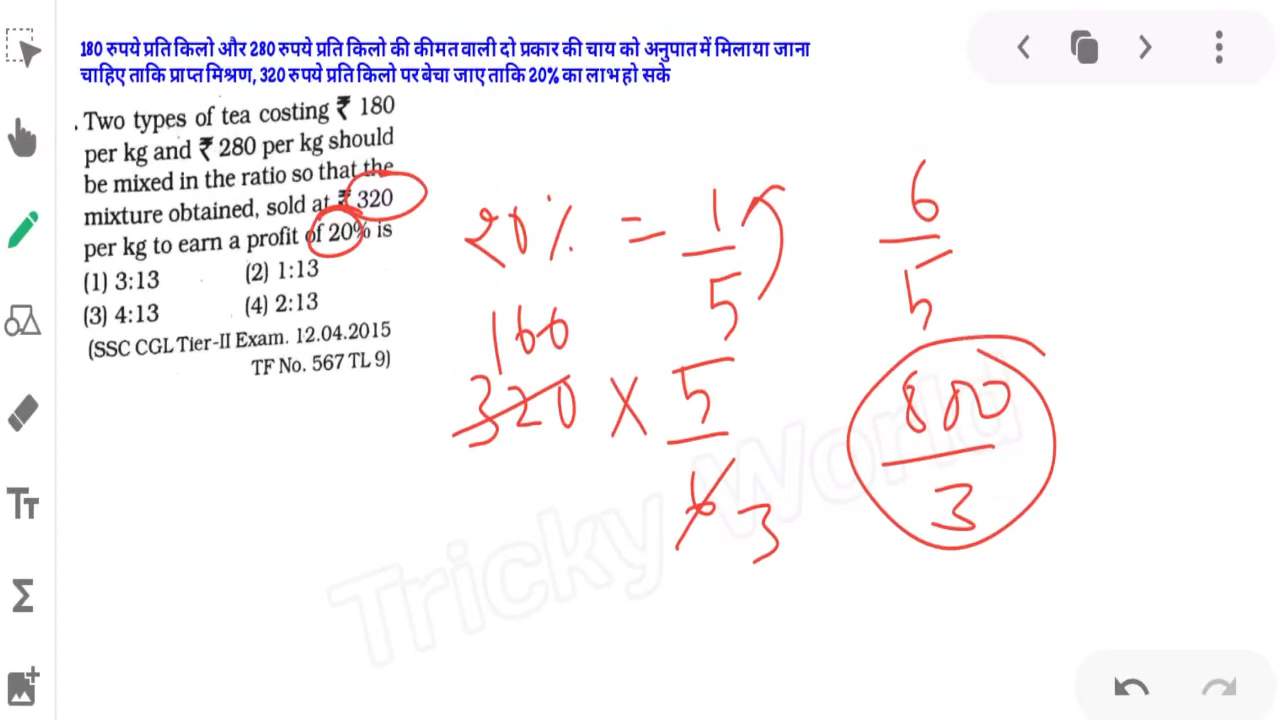 180 रुपये प्रति किलो और 280 रुपये प्रति किलो की कीमत वाली दो प्रकार की चाय को अनुपात में मिलाया जाना
चाहिए ताकि प्राप्त मिश्रण, 320 रुपये प्रति किलो पर बेचा जाए ताकि 20% का लाभ हो सके
. Two types of tea costing ₹ 180
per kg and ₹ 280 per kg should
be mixed in the ratio so that the
mixture obtained, sold at ₹ 320
per kg to earn a profit of 20% is
(1) 3:13 (2) 1:13
(3) 4:13 (4) 2:13
(SSC CGL Tier-II Exam. 12.04.2015
TF No. 567 TL 9)
20% = 1/5 6/5
160
320 × 5/6 800/3
3
Tricky World
Tт
Σ